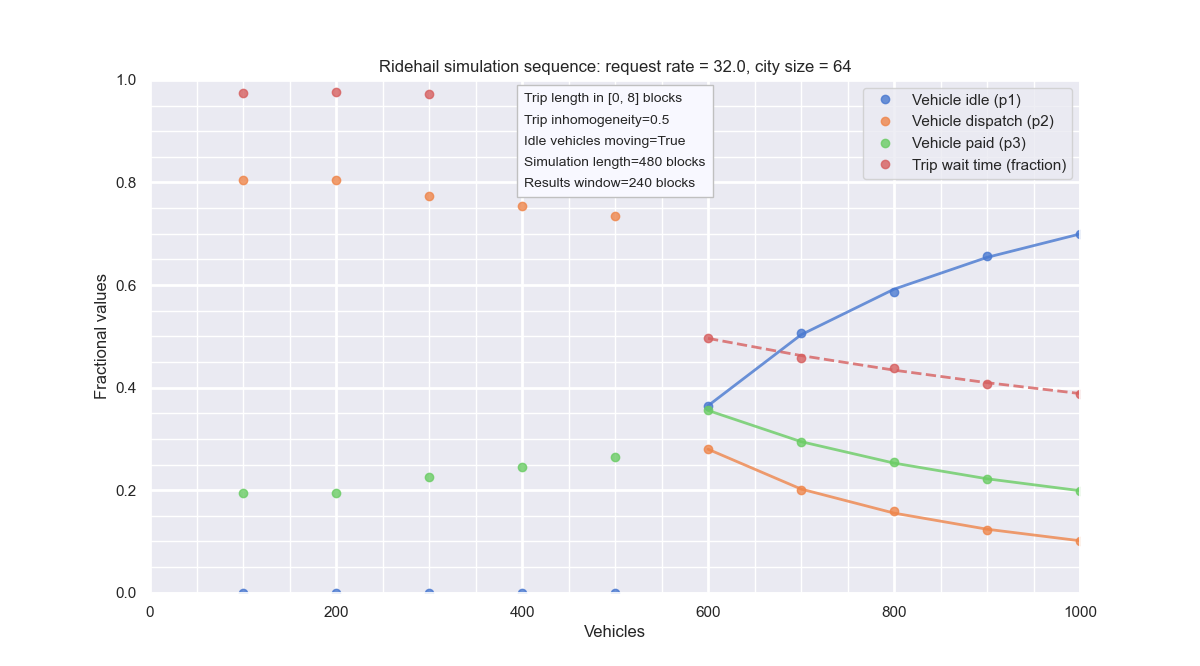 Ridehail simulation sequence: request rate = 32.0, city size = 64
Trip length in [0, 8] blocks
Trip inhomogeneity=0.5
Idle vehicles moving=True
Simulation length=480 blocks
Results window=240 blocks
Vehicle idle (p1)
Vehicle dispatch (p2)
Vehicle paid (p3)
Trip wait time (fraction)
Fractional values
1.0
0.8
0.6
0.4
0.2
0.0
0 200 400 600 800 1000
Vehicles